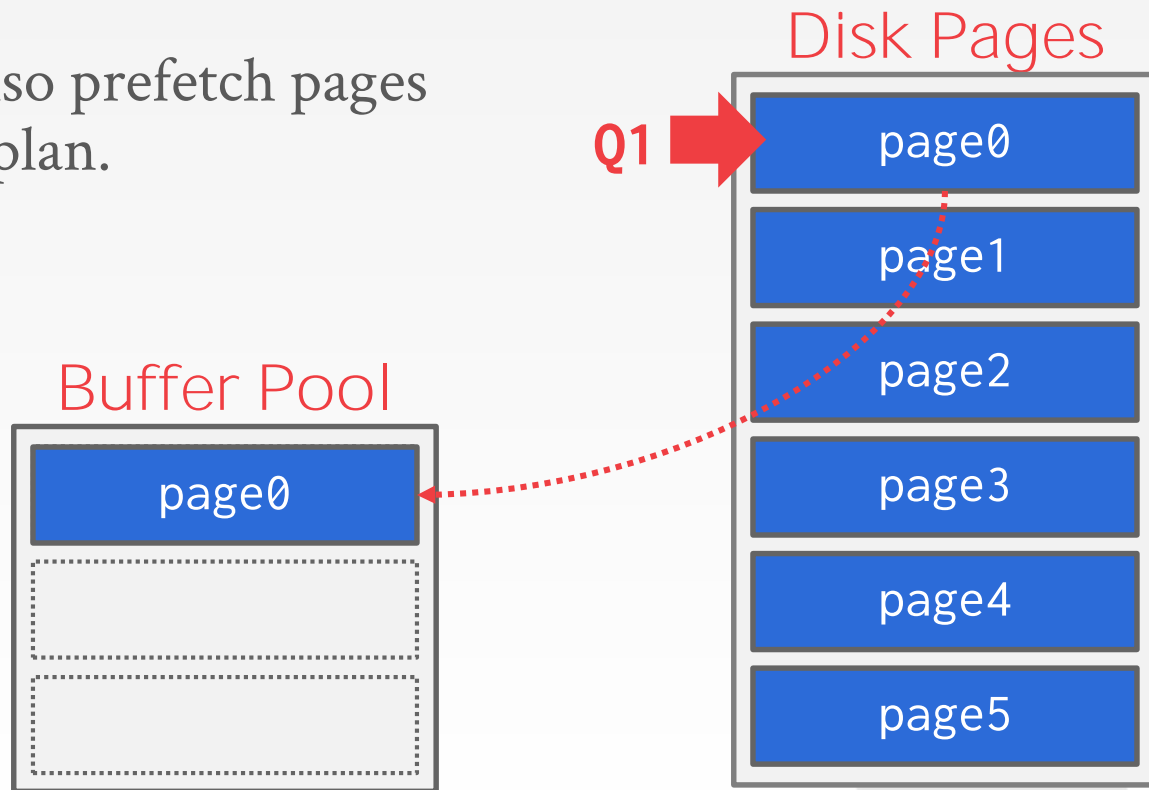 so prefetch pages
plan.
Disk Pages
Q1
page0
page1
page2
page3
page4
page5
Buffer Pool
page0